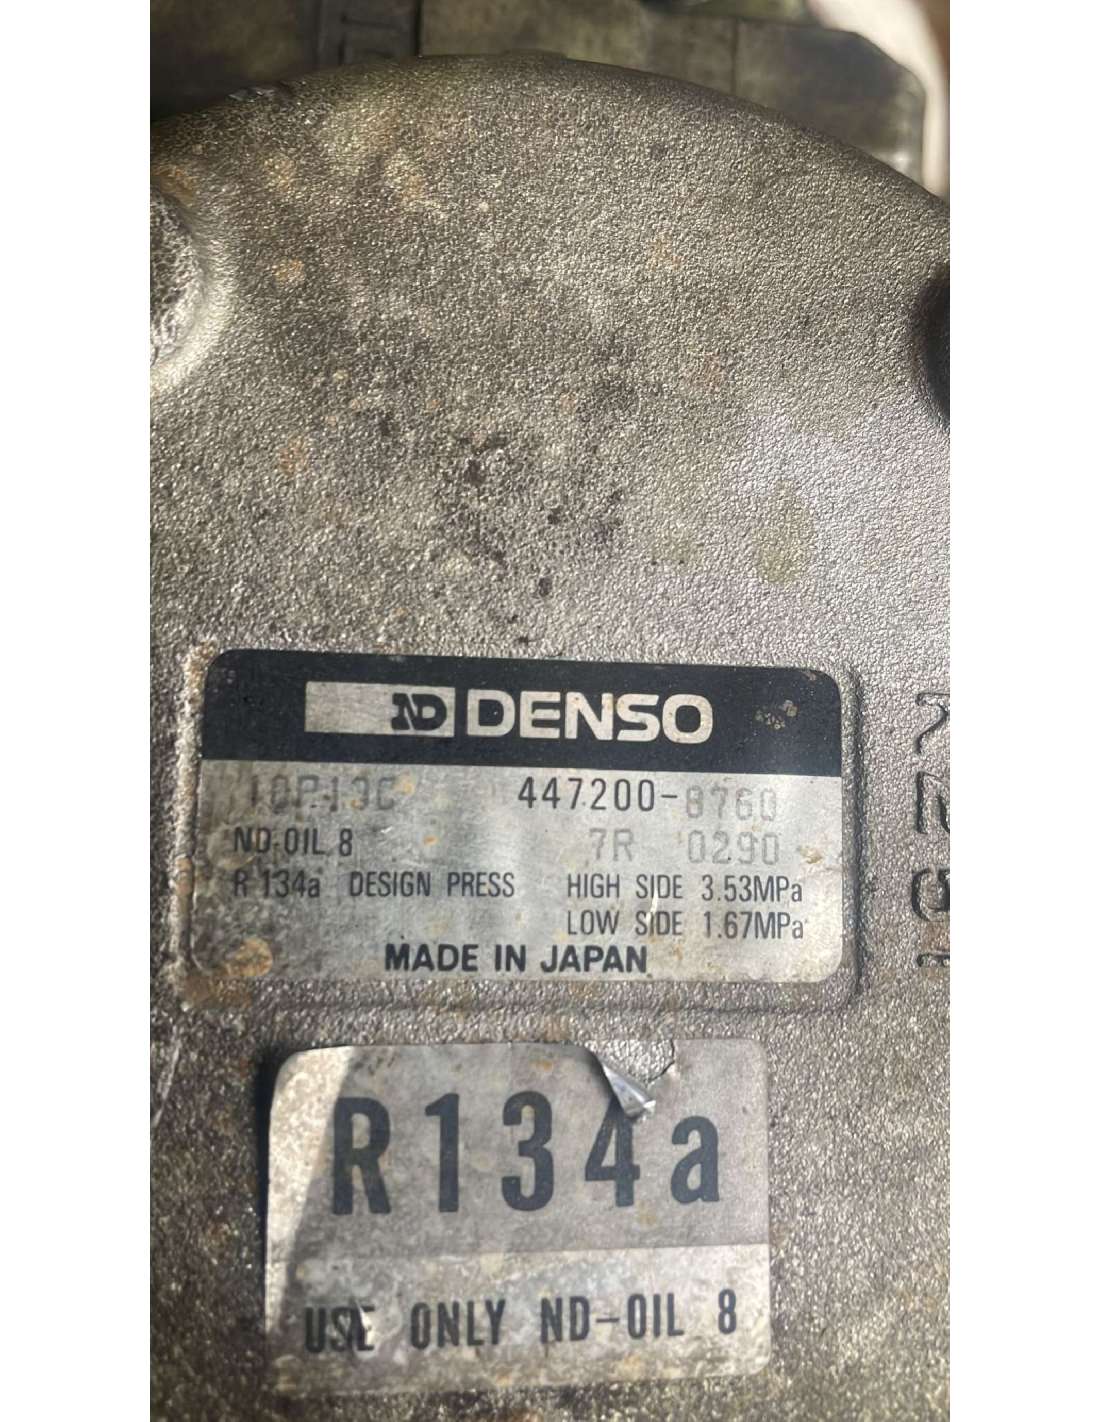 ND DENSO
10P13C 447200-8760
ND-OIL 8 7R 0290
R 134a DESIGN PRESS HIGH SIDE 3.53MPa
LOW SIDE 1.67MPa
MADE IN JAPAN
R134a
USE ONLY ND-OIL 8